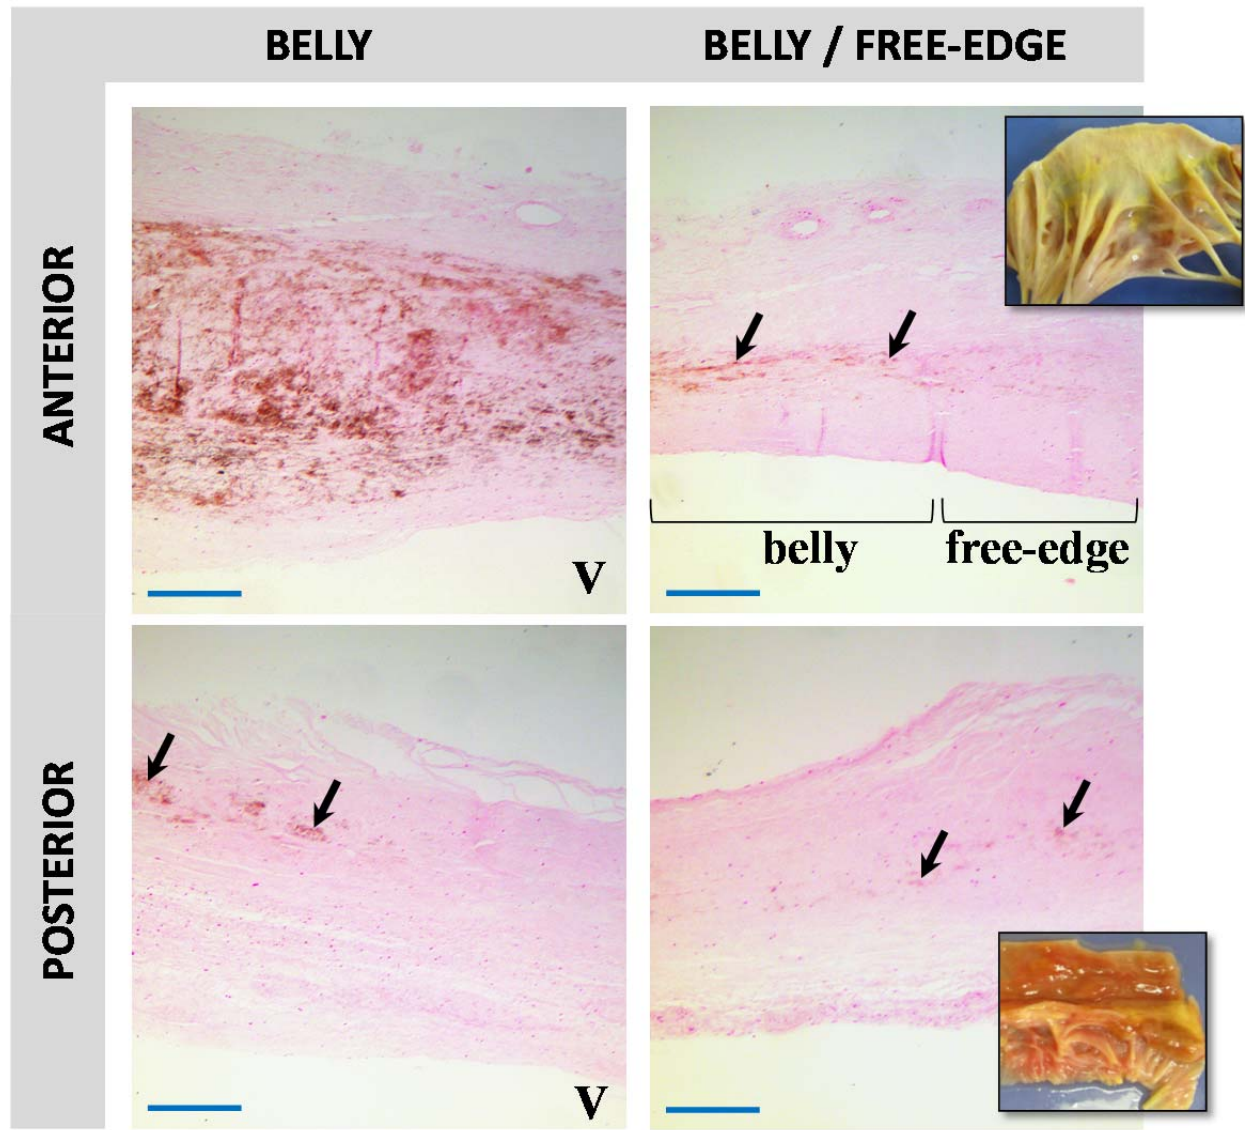 BELLY
BELLY / FREE-EDGE
ANTERIOR
V
belly
free-edge
POSTERIOR
V